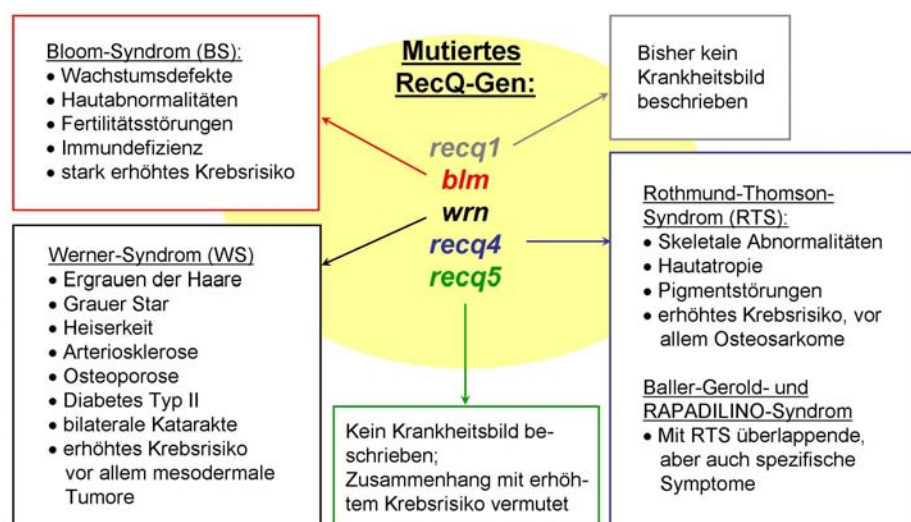 Mutiertes
RecQ-Gen:
recq1
blm
wrn
recq4
recq5
Bloom-Syndrom (BS):
• Wachstumsdefekte
• Hautabnormalitäten
• Fertilitätsstörungen
• Immundefizienz
• stark erhöhtes Krebsrisiko
Bisher kein
Krankheitsbild
beschrieben
Werner-Syndrom (WS)
• Ergrauen der Haare
• Grauer Star
• Heiserkeit
• Arteriosklerose
• Osteoporose
• Diabetes Typ II
• bilaterale Katarakte
• erhöhtes Krebsrisiko
vor allem mesodermale
Tumore
Kein Krankheitsbild be-
schrieben;
Zusammenhang mit erhöh-
tem Krebsrisiko vermutet
Rothmund-Thomson-
Syndrom (RTS):
• Skeletale Abnormalitäten
• Hautatropie
• Pigmentstörungen
• erhöhtes Krebsrisiko, vor
allem Osteosarkome
Baller-Gerold- und
RAPADILINO-Syndrom
• Mit RTS überlappende,
aber auch spezifische
Symptome